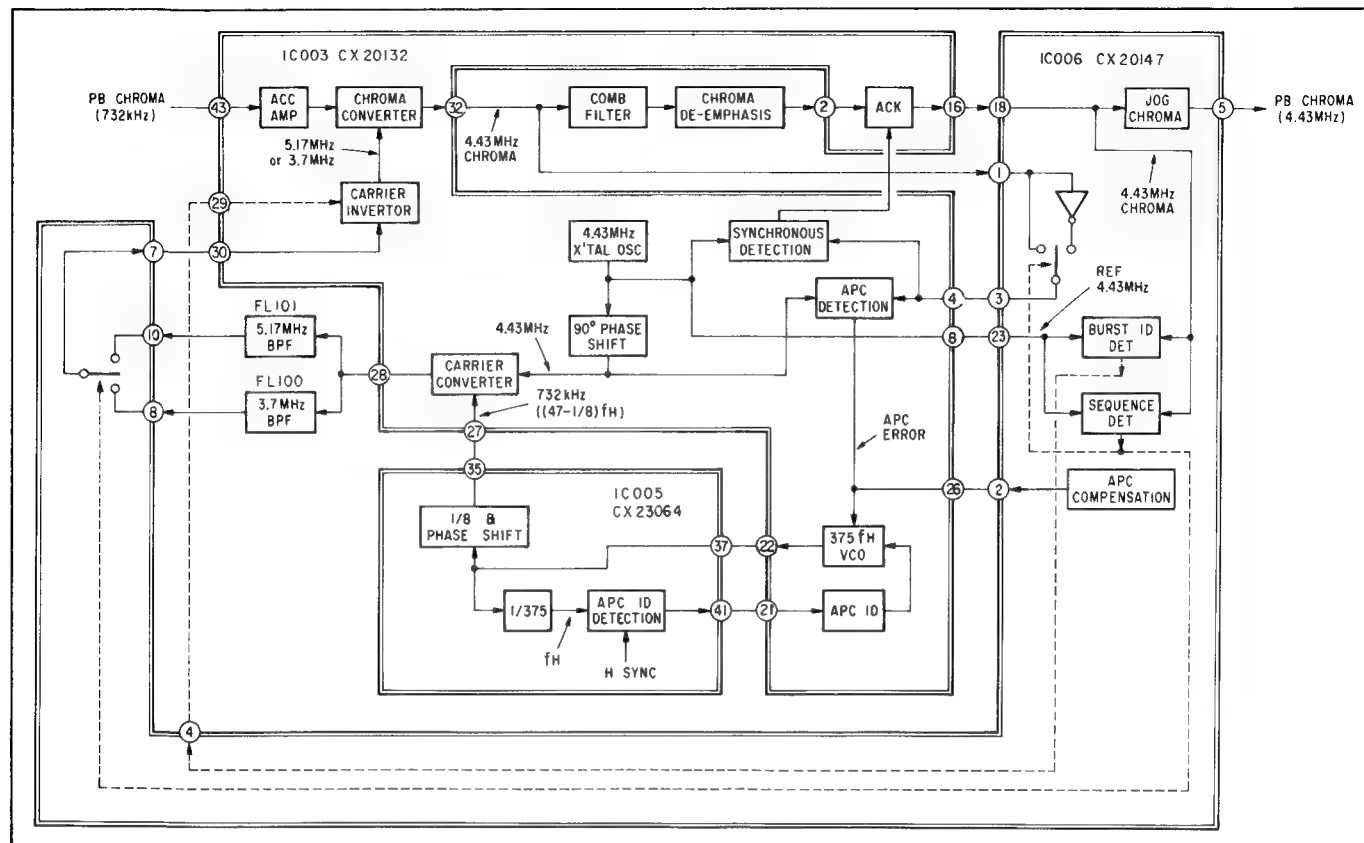 IC003 CX20132
IC006 CX20147
PB CHROMA
(732kHz)
43
ACC
AMP
CHROMA
CONVERTER
32
COMB
FILTER
CHROMA
DE-EMPHASIS
2
ACK
16
18
JOG
CHROMA
5
PB CHROMA
(4.43MHz)
5.17MHz
or 3.7MHz
4.43MHz
CHROMA
1
4.43MHz
CHROMA
29
CARRIER
INVERTOR
7
30
4.43MHz
X'TAL OSC
SYNCHRONOUS
DETECTION
REF
4.43MHz
APC
DETECTION
4
3
FL101
10
5.17MHz
BPF
4.43MHz
90° PHASE
SHIFT
8
23
BURST ID
DET
28
CARRIER
CONVERTER
FL100
8
3.7MHz
BPF
732kHz
((47-1/8)fH)
SEQUENCE
DET
27
APC
ERROR
35
IC005
CX23064
26
2
APC
COMPENSATION
1/8 &
PHASE SHIFT
37
22
375fH
VCO
1/375
APC ID
DETECTION
41
21
APC ID
fH
H SYNC
4